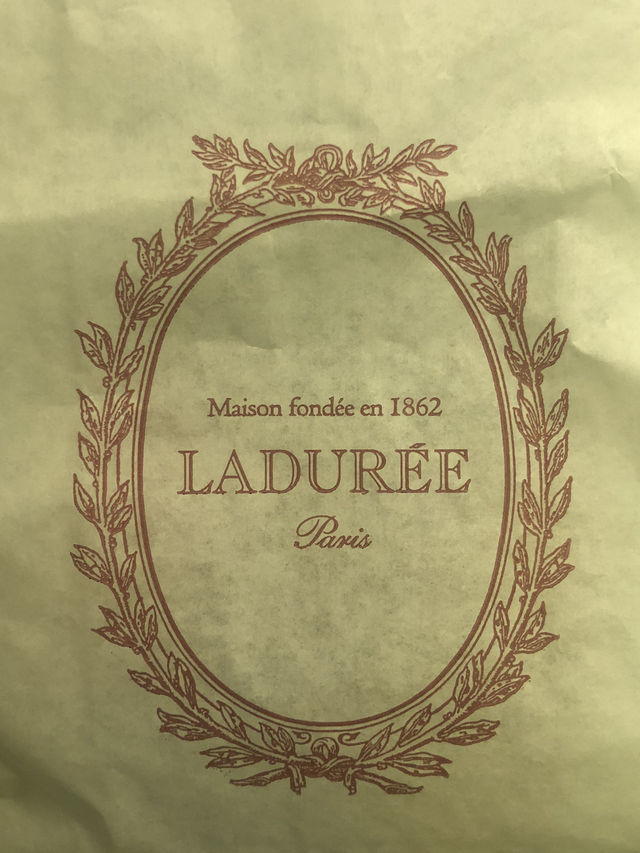 Maison fondée en 1862
LADURÉE
Paris